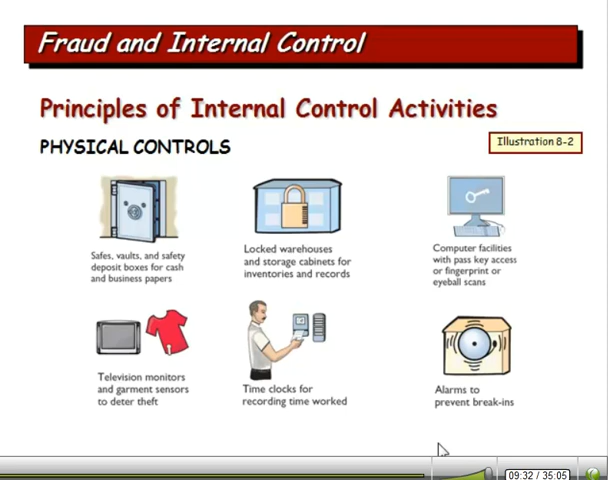 Fraud and Internal Control
Principles of Internal Control Activities
PHYSICAL CONTROLS
Illustration 8-2
Safes, vaults, and safety
deposit boxes for cash
and business papers
Locked warehouses
and storage cabinets for
inventories and records
Computer facilities
with pass key access
or fingerprint or
eyeball scans
Television monitors
and garment sensors
to deter theft
Time clocks for
recording time worked
Alarms to
prevent break-ins
09:32 / 35:05